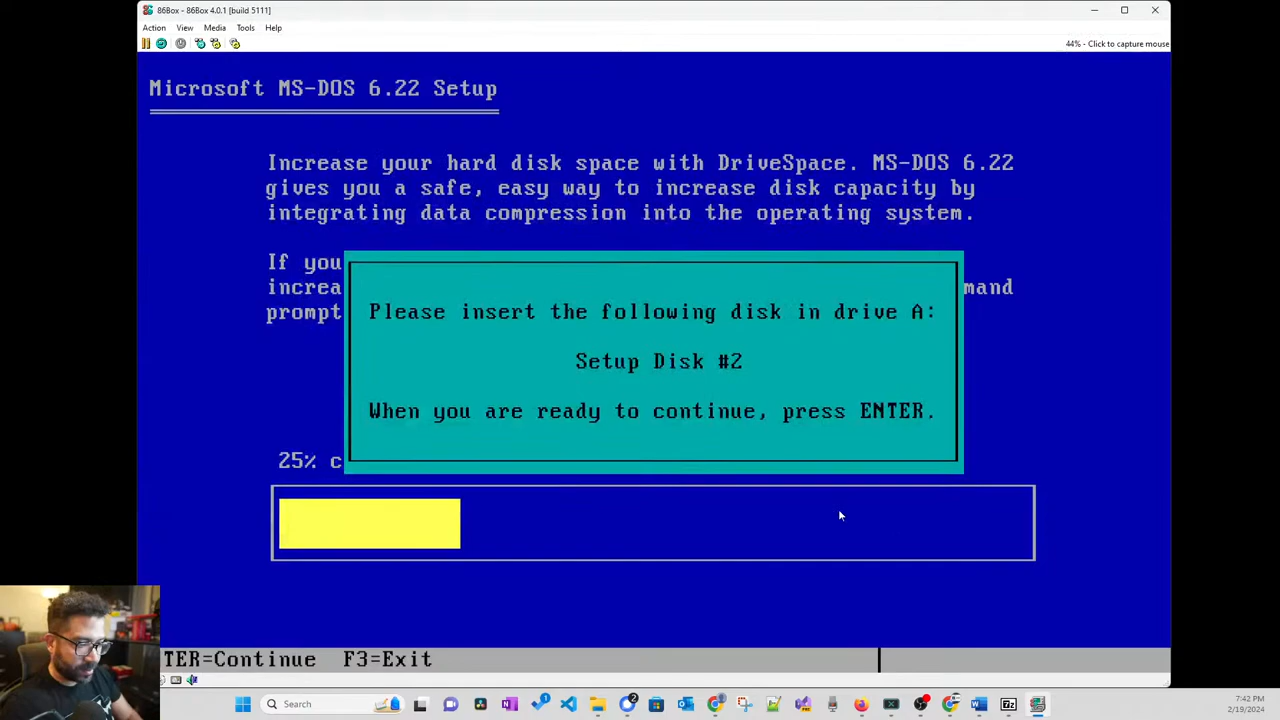 86Box - 86Box 4.0.1 [build 5111]
Action View Media Tools Help
44% - Click to capture mouse
Microsoft MS-DOS 6.22 Setup
Increase your hard disk space with DriveSpace. MS-DOS 6.22
gives you a safe, easy way to increase disk capacity by
integrating data compression into the operating system.
If you
increa
mand
prompt
Please insert the following disk in drive A:
Setup Disk #2
When you are ready to continue, press ENTER.
25% c
TER=Continue F3=Exit
Search
7:42 PM
2/19/2024